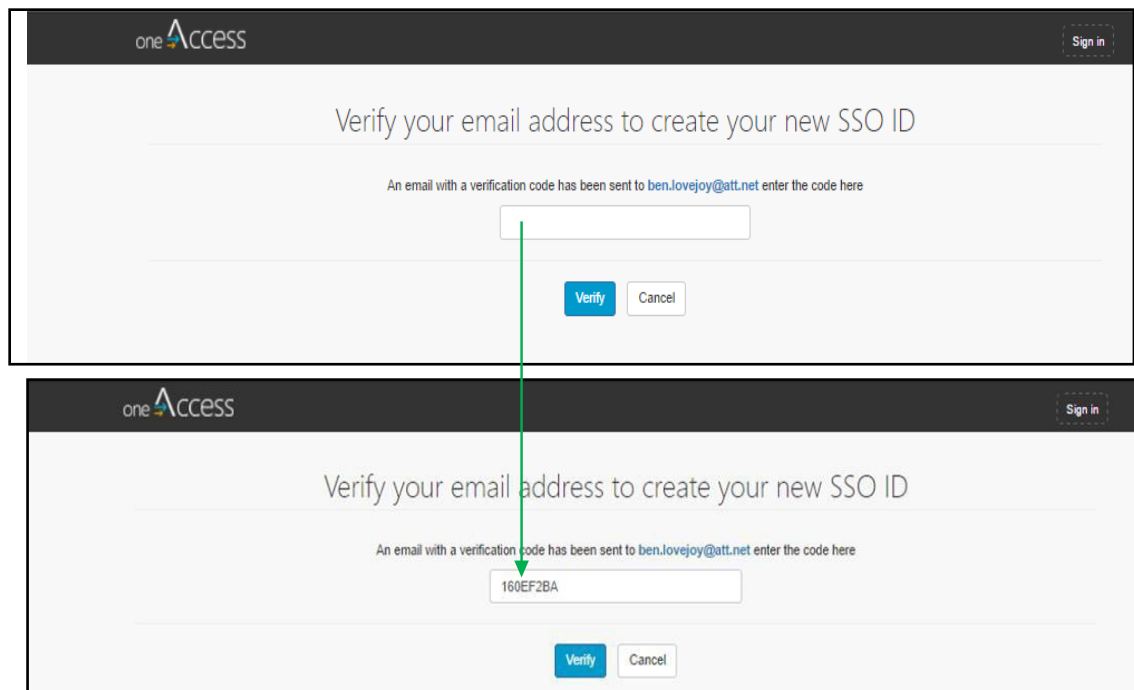 one Access
Sign in
Verify your email address to create your new SSO ID
An email with a verification code has been sent to ben.lovejoy@att.net enter the code here
Verify Cancel
one Access
Sign in
Verify your email address to create your new SSO ID
An email with a verification code has been sent to ben.lovejoy@att.net enter the code here
160EF2BA
Verify Cancel